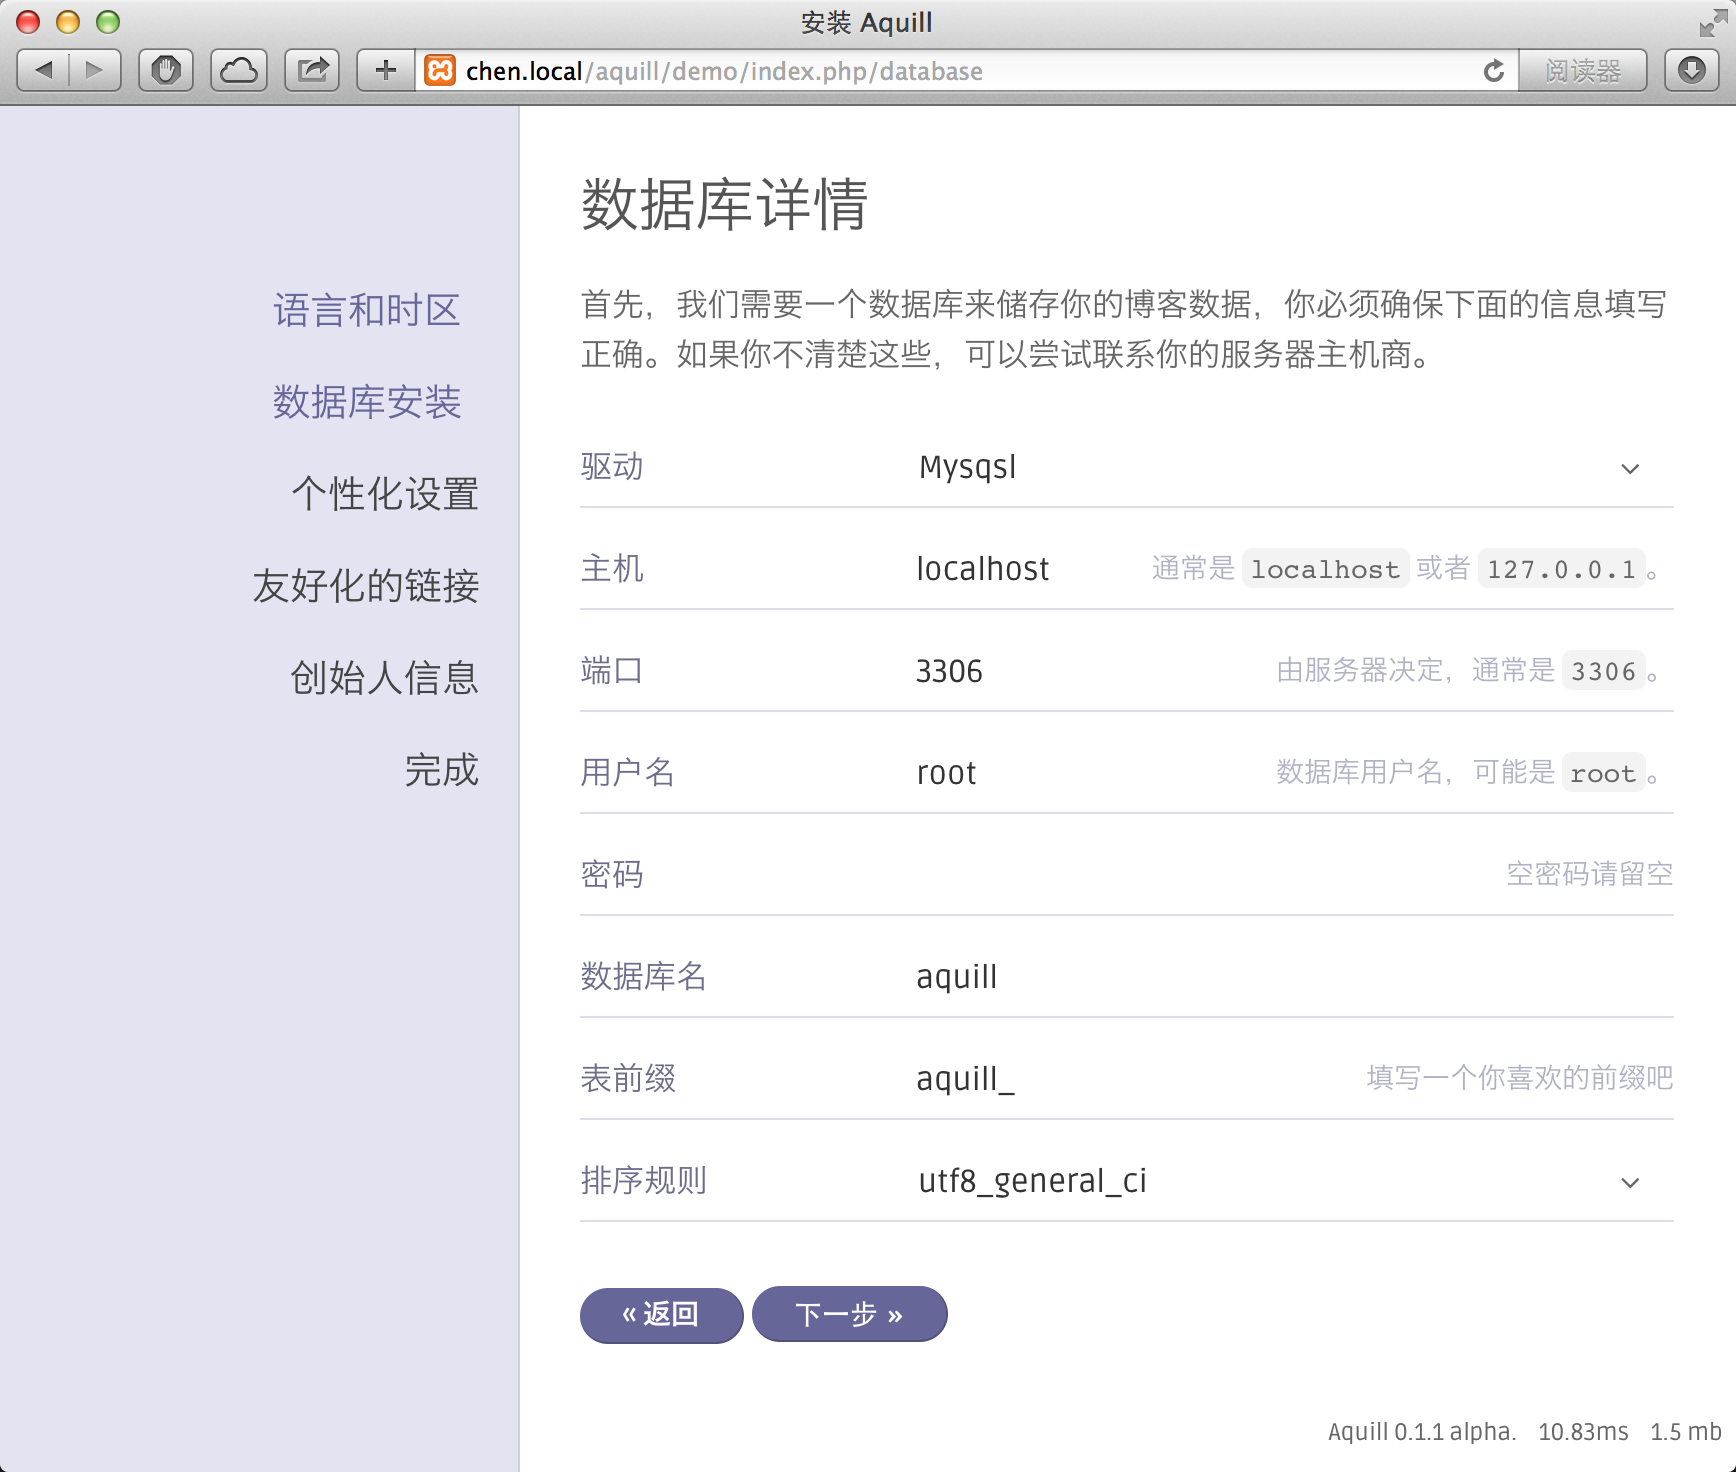 安装 Aquill
chen.local/aquill/demo/index.php/database
阅读器
语言和时区
数据库安装
个性化设置
友好化的链接
创始人信息
完成
数据库详情
首先，我们需要一个数据库来储存你的博客数据，你必须确保下面的信息填写
正确。如果你不清楚这些，可以尝试联系你的服务器主机商。
驱动 Mysqsl
主机 localhost 通常是 localhost 或者 127.0.0.1。
端口 3306 由服务器决定，通常是 3306。
用户名 root 数据库用户名，可能是 root。
密码 空密码请留空
数据库名 aquill
表前缀 aquill_ 填写一个你喜欢的前缀吧
排序规则 utf8_general_ci
« 返回 下一步 »
Aquill 0.1.1 alpha. 10.83ms 1.5 mb